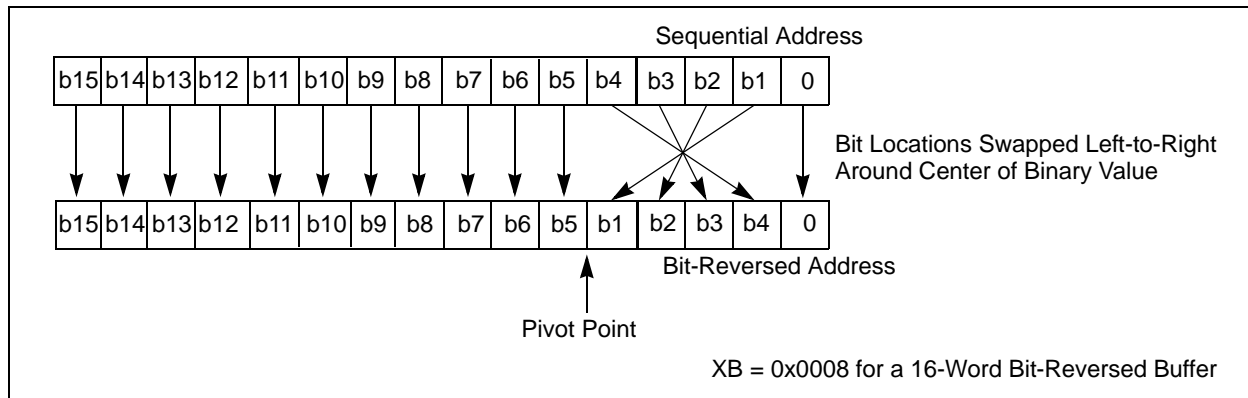 Sequential Address
b15 b14 b13 b12 b11 b10 b9 b8 b7 b6 b5 b4 b3 b2 b1 0
Bit Locations Swapped Left-to-Right
Around Center of Binary Value
b15 b14 b13 b12 b11 b10 b9 b8 b7 b6 b5 b1 b2 b3 b4 0
Bit-Reversed Address
Pivot Point
XB = 0x0008 for a 16-Word Bit-Reversed Buffer